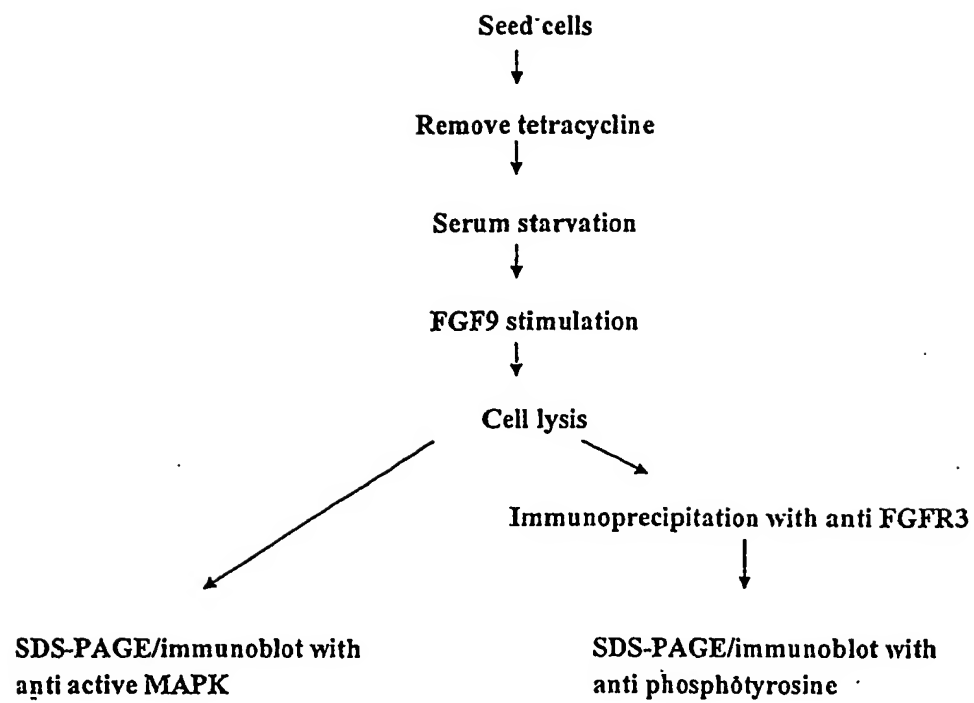 Seed cells
Remove tetracycline
Serum starvation
FGF9 stimulation
Cell lysis
Immunoprecipitation with anti FGFR3
SDS-PAGE/immunoblot with
anti active MAPK
SDS-PAGE/immunoblot with
anti phosphotyrosine